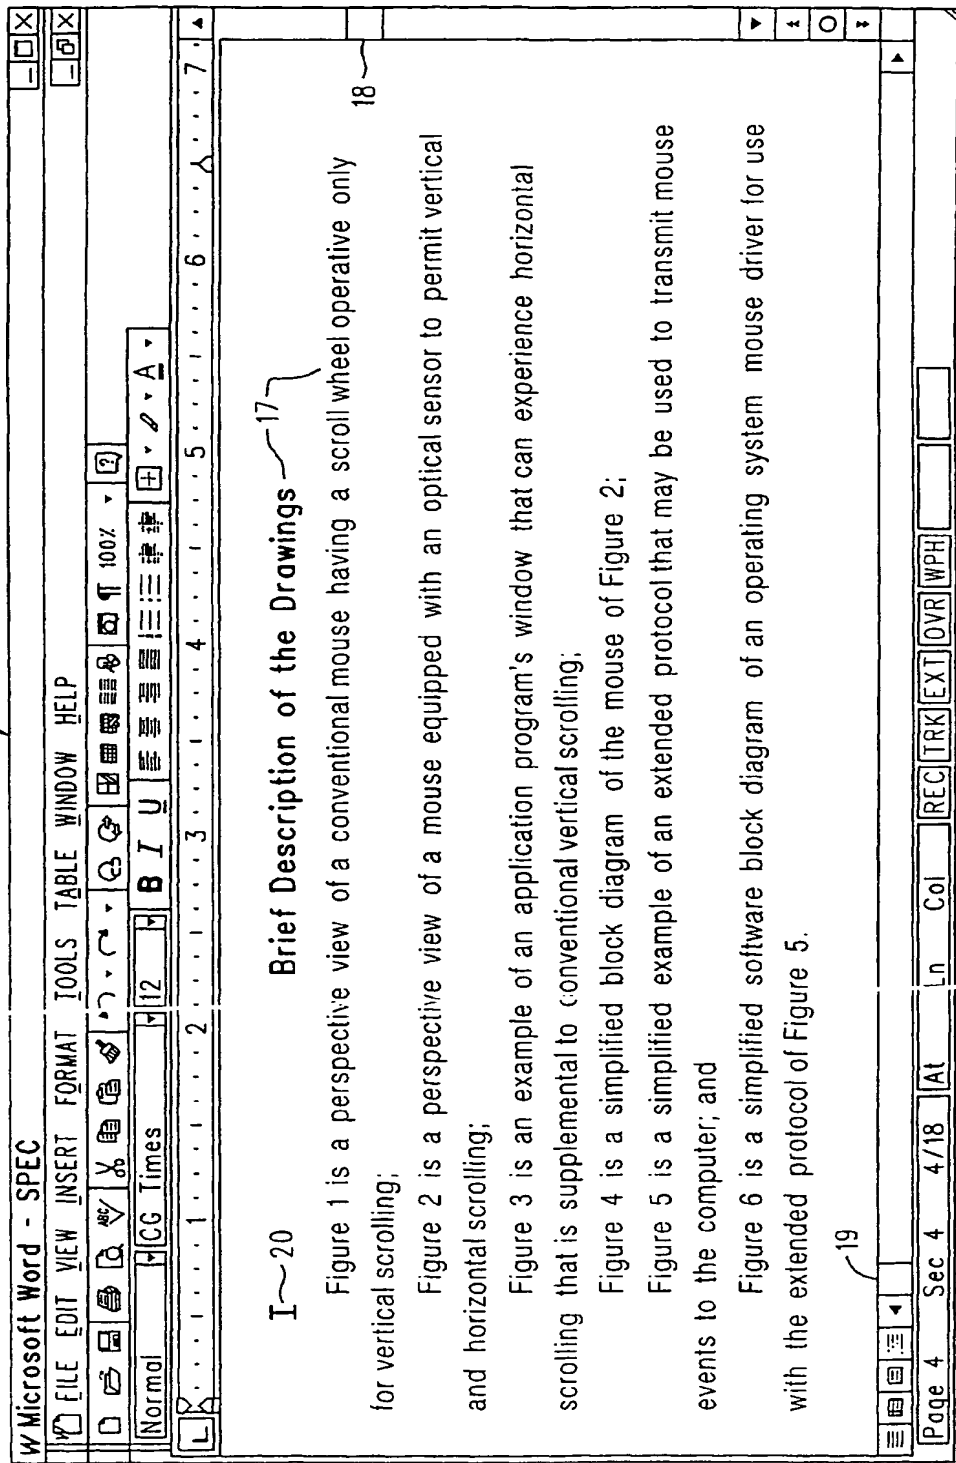 W Microsoft Word - SPEC
FILE EDIT VIEW INSERT FORMAT TOOLS TABLE WINDOW HELP
ABC 100% ?
Normal CG Times 12 B I U A
L 1 2 3 4 5 6 7
I 20
Brief Description of the Drawings 17
Figure 1 is a perspective view of a conventional mouse having a scroll wheel operative only
for vertical scrolling;
18
Figure 2 is a perspective view of a mouse equipped with an optical sensor to permit vertical
and horizontal scrolling;
Figure 3 is an example of an application program's window that can experience horizontal
scrolling that is supplemental to conventional vertical scrolling;
Figure 4 is a simplified block diagram of the mouse of Figure 2;
Figure 5 is a simplified example of an extended protocol that may be used to transmit mouse
events to the computer; and
Figure 6 is a simplified software block diagram of an operating system mouse driver for use
with the extended protocol of Figure 5.
19
Page 4 Sec 4 4/18 At Ln Col REC TRK EXT OVR WPH